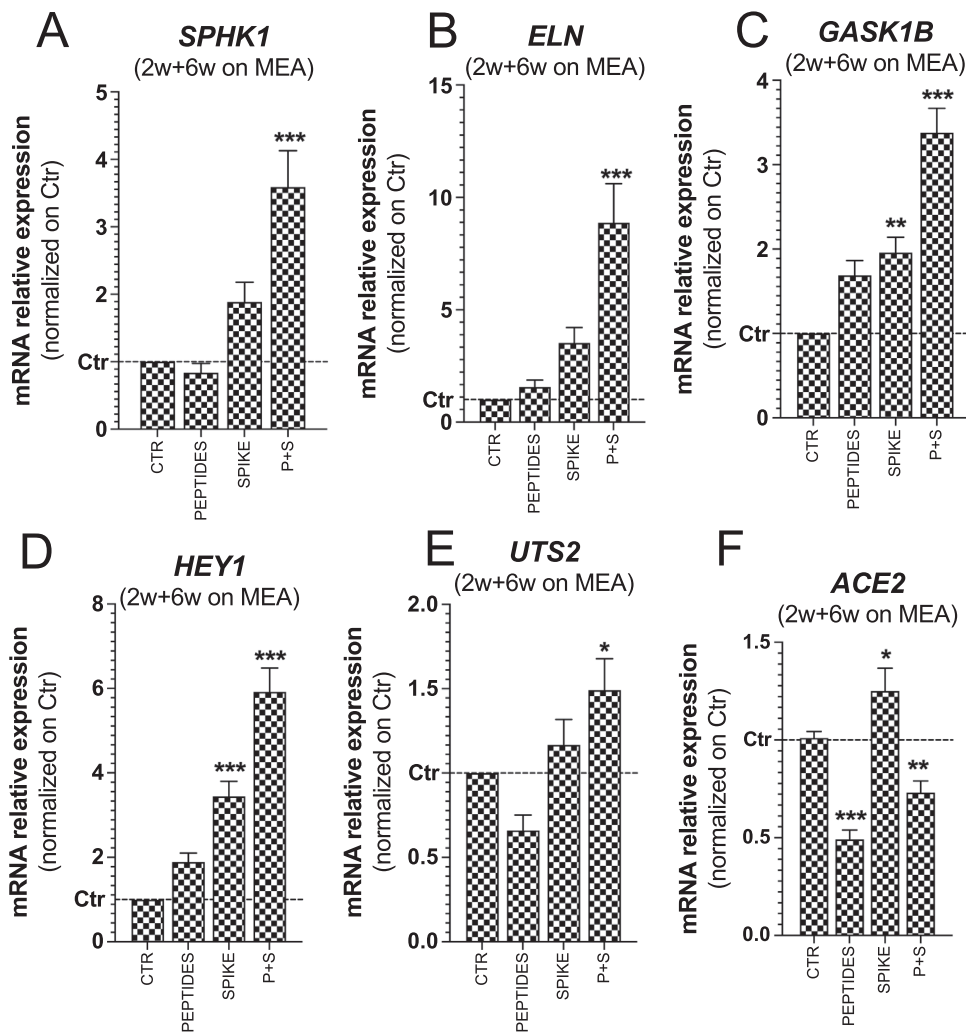 A
SPHK1
(2w+6w on MEA)
mRNA relative expression
(normalized on Ctr)
5
4
3
2
Ctr
0
***
CTR
PEPTIDES
SPIKE
P+S
B
ELN
(2w+6w on MEA)
mRNA relative expression
(normalized on Ctr)
15
10
5
Ctr
0
***
CTR
PEPTIDES
SPIKE
P+S
C
GASK1B
(2w+6w on MEA)
mRNA relative expression
(normalized on Ctr)
4
3
2
Ctr
0
**
***
CTR
PEPTIDES
SPIKE
P+S
D
HEY1
(2w+6w on MEA)
mRNA relative expression
(normalized on Ctr)
8
6
4
2
Ctr
0
***
***
CTR
PEPTIDES
SPIKE
P+S
E
UTS2
(2w+6w on MEA)
mRNA relative expression
(normalized on Ctr)
2.0
1.5
Ctr
0.5
0.0
*
CTR
PEPTIDES
SPIKE
P+S
F
ACE2
(2w+6w on MEA)
mRNA relative expression
(normalized on Ctr)
1.5
Ctr
0.5
0.0
***
*
**
CTR
PEPTIDES
SPIKE
P+S